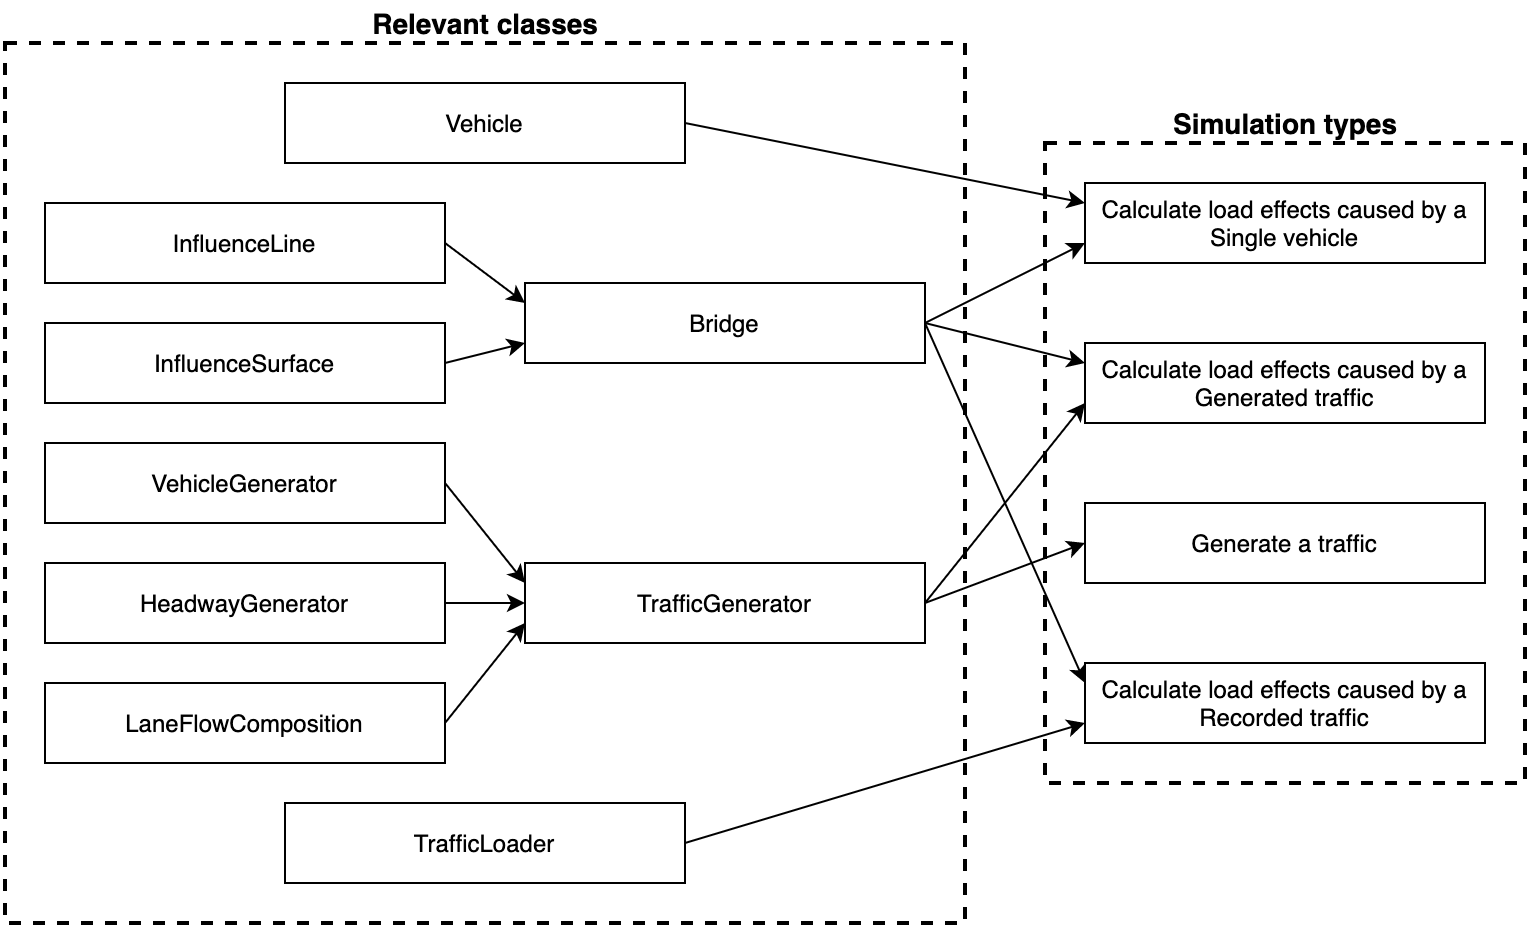 Relevant classes
Vehicle
InfluenceLine
InfluenceSurface
Bridge
VehicleGenerator
HeadwayGenerator
LaneFlowComposition
TrafficGenerator
TrafficLoader
Simulation types
Calculate load effects caused by a
Single vehicle
Calculate load effects caused by a
Generated traffic
Generate a traffic
Calculate load effects caused by a
Recorded traffic